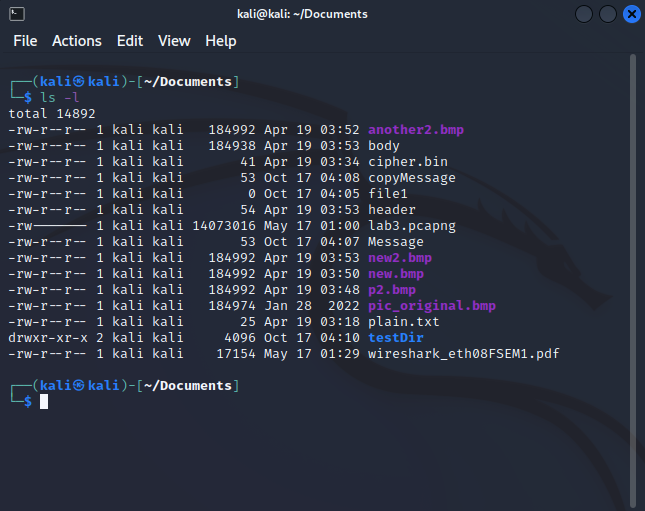 kali@kali: ~/Documents
File Actions Edit View Help
┌──(kali㉿kali)-[~/Documents]
└─$ ls -l
total 14892
-rw-r--r-- 1 kali kali 184992 Apr 19 03:52 another2.bmp
-rw-r--r-- 1 kali kali 184938 Apr 19 03:53 body
-rw-r--r-- 1 kali kali 41 Apr 19 03:34 cipher.bin
-rw-r--r-- 1 kali kali 53 Oct 17 04:08 copyMessage
-rw-r--r-- 1 kali kali 0 Oct 17 04:05 file1
-rw-r--r-- 1 kali kali 54 Apr 19 03:53 header
-rw------- 1 kali kali 14073016 May 17 01:00 lab3.pcapng
-rw-r--r-- 1 kali kali 53 Oct 17 04:07 Message
-rw-r--r-- 1 kali kali 184992 Apr 19 03:53 new2.bmp
-rw-r--r-- 1 kali kali 184992 Apr 19 03:50 new.bmp
-rw-r--r-- 1 kali kali 184992 Apr 19 03:48 p2.bmp
-rw-r--r-- 1 kali kali 184974 Jan 28 2022 pic_original.bmp
-rw-r--r-- 1 kali kali 25 Apr 19 03:18 plain.txt
drwxr-xr-x 2 kali kali 4096 Oct 17 04:10 testDir
-rw-r--r-- 1 kali kali 17154 May 17 01:29 wireshark_eth08FSEM1.pdf
┌──(kali㉿kali)-[~/Documents]
└─$